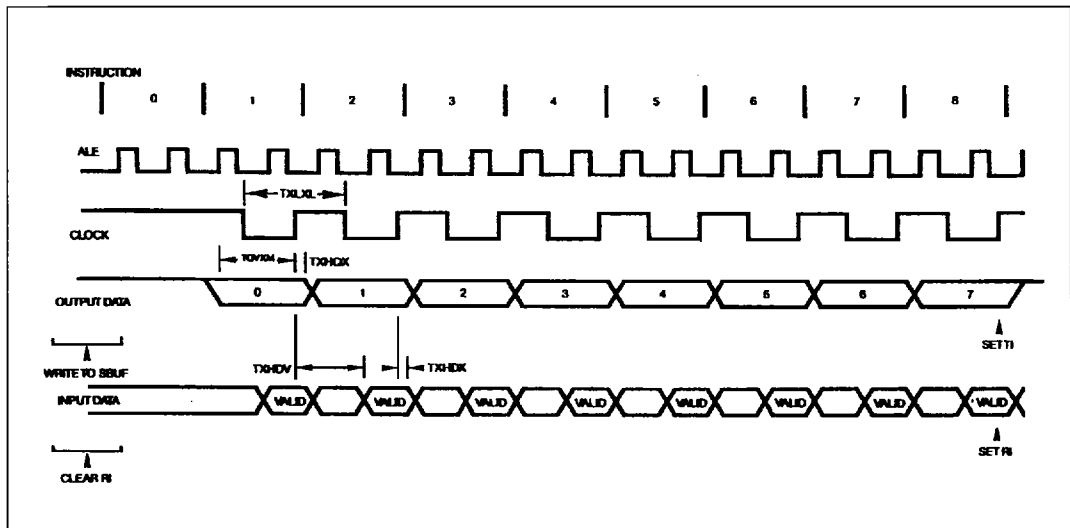 INSTRUCTION
0 1 2 3 4 5 6 7 8
ALE
TXLXL
CLOCK
TXHQX
0 1 2 3 4 5 6 7
OUTPUT DATA
SET TI
WRITE TO SBUF
TXHDV TXHDX
INPUT DATA
VALID VALID VALID VALID VALID VALID VALID VALID
SET RI
CLEAR RI